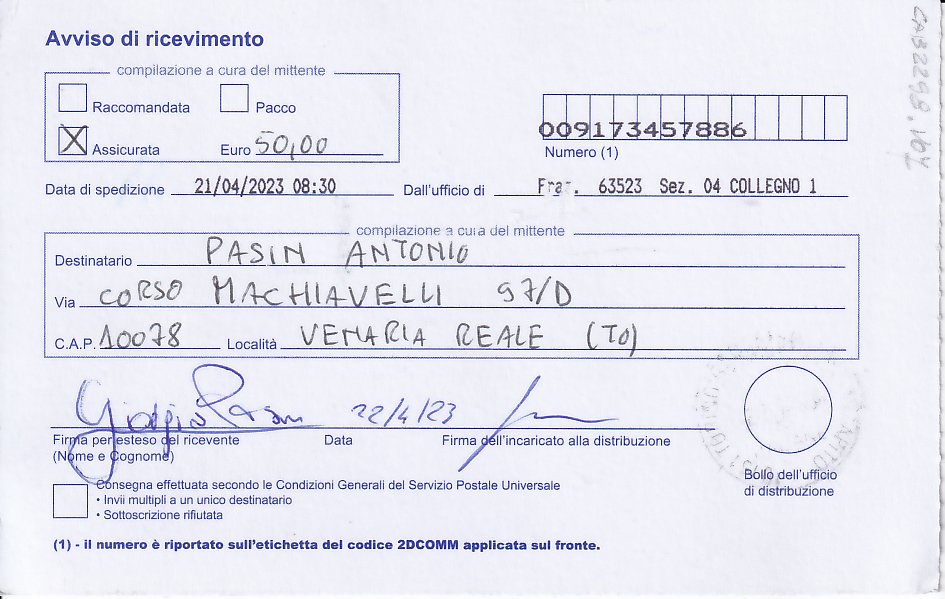 Avviso di ricevimento
compilazione a cura del mittente
Raccomandata Pacco
Assicurata Euro 50,00
009173457886
Numero (1)
Data di spedizione 21/04/2023 08:30 Dall'ufficio di Fraz. 63523 Sez. 04 COLLEGNO 1
compilazione a cura del mittente
Destinatario PASIN ANTONIO
Via CORSO MACHIAVELLI 97/D
C.A.P. 10078 Località VENARIA REALE (TO)
22/4/23
Firma per esteso del ricevente Data Firma dell'incaricato alla distribuzione
(Nome e Cognome)
Bollo dell'ufficio
di distribuzione
Consegna effettuata secondo le Condizioni Generali del Servizio Postale Universale
• Invii multipli a un unico destinatario
• Sottoscrizione rifiutata
(1) - il numero è riportato sull'etichetta del codice 2DCOMM applicata sul fronte.